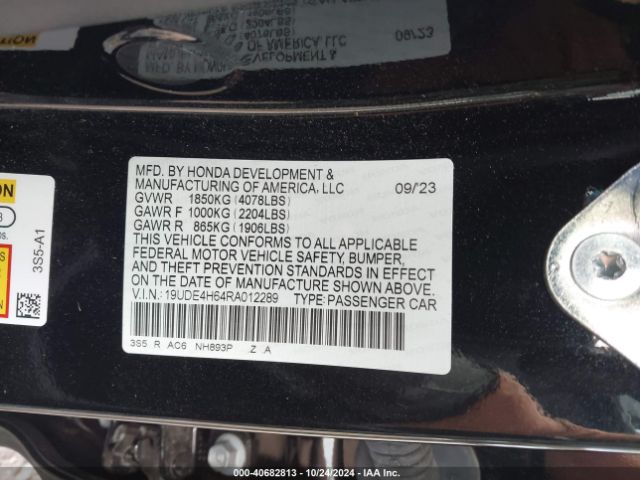 MFD. BY HONDA DEVELOPMENT &
MANUFACTURING OF AMERICA, LLC 09/23
GVWR 1850KG (4078LBS)
GAWR F 1000KG (2204LBS)
GAWR R 865KG (1906LBS)
THIS VEHICLE CONFORMS TO ALL APPLICABLE
FEDERAL MOTOR VEHICLE SAFETY, BUMPER,
AND THEFT PREVENTION STANDARDS IN EFFECT
ON THE DATE OF MANUFACTURE SHOWN ABOVE.
V.I.N.: 19UDE4H64RA012289 TYPE: PASSENGER CAR
3S5 R AC6 NH893P Z A
3S5-A1
000-40682813 - 10/24/2024 - IAA Inc.